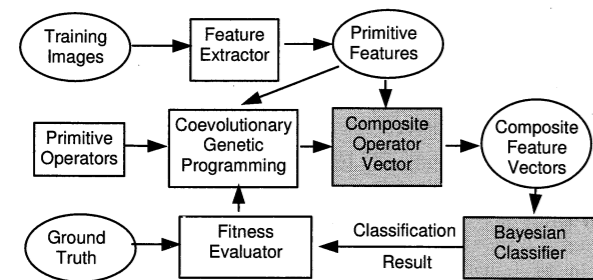 Training
Images
Feature
Extractor
Primitive
Features
Primitive
Operators
Coevolutionary
Genetic
Programming
Composite
Operator
Vector
Composite
Feature
Vectors
Ground
Truth
Fitness
Evaluator
Classification
Result
Bayesian
Classifier